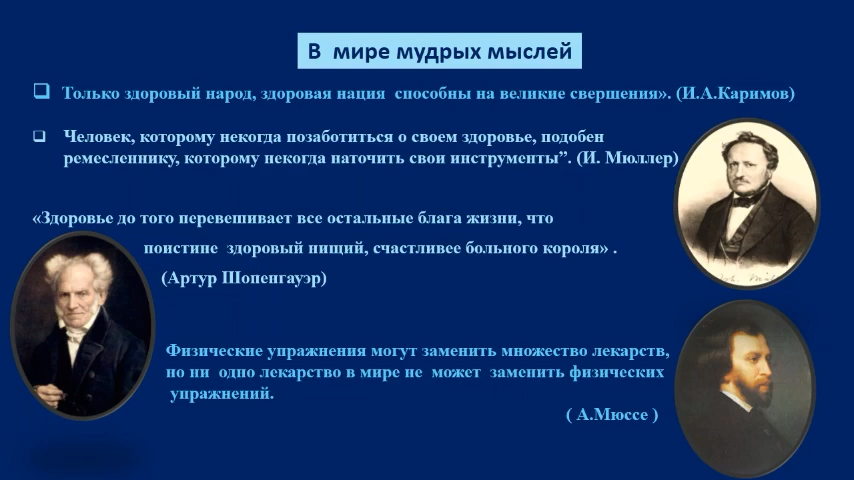 В мире мудрых мыслей
Только здоровый народ, здоровая нация способны на великие свершения». (И.А.Каримов)
Человек, которому некогда позаботиться о своем здоровье, подобен
ремесленнику, которому некогда наточить свои инструменты”. (И. Мюллер)
«Здоровье до того перевешивает все остальные блага жизни, что
поистине здоровый нищий, счастливее больного короля» .
(Артур Шопенгауэр)
Физические упражнения могут заменить множество лекарств,
но ни одно лекарство в мире не может заменить физических
упражнений.
( А.Мюссе )